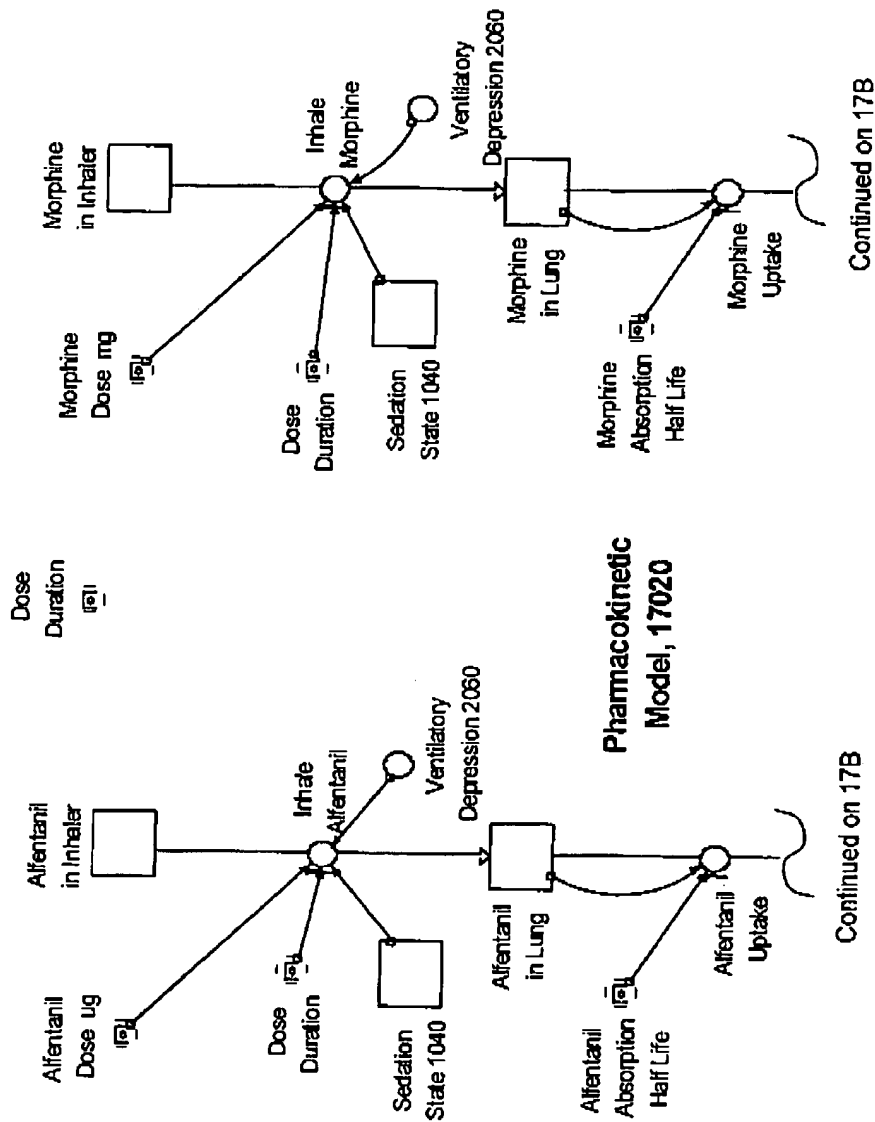 Alfentanil
Dose ug
Alfentanil
in Inhaler
Dose
Duration
Inhale
Alfentanil
Sedation
State 1040
Ventilatory
Depression 2060
Alfentanil
in Lung
Alfentanil
Absorption
Half Life
Alfentanil
Uptake
Continued on 17B
Dose
Duration
Pharmacokinetic
Model, 17020
Morphine
Dose mg
Morphine
in Inhaler
Dose
Duration
Inhale
Morphine
Sedation
State 1040
Ventilatory
Depression 2060
Morphine
in Lung
Morphine
Absorption
Half Life
Morphine
Uptake
Continued on 17B